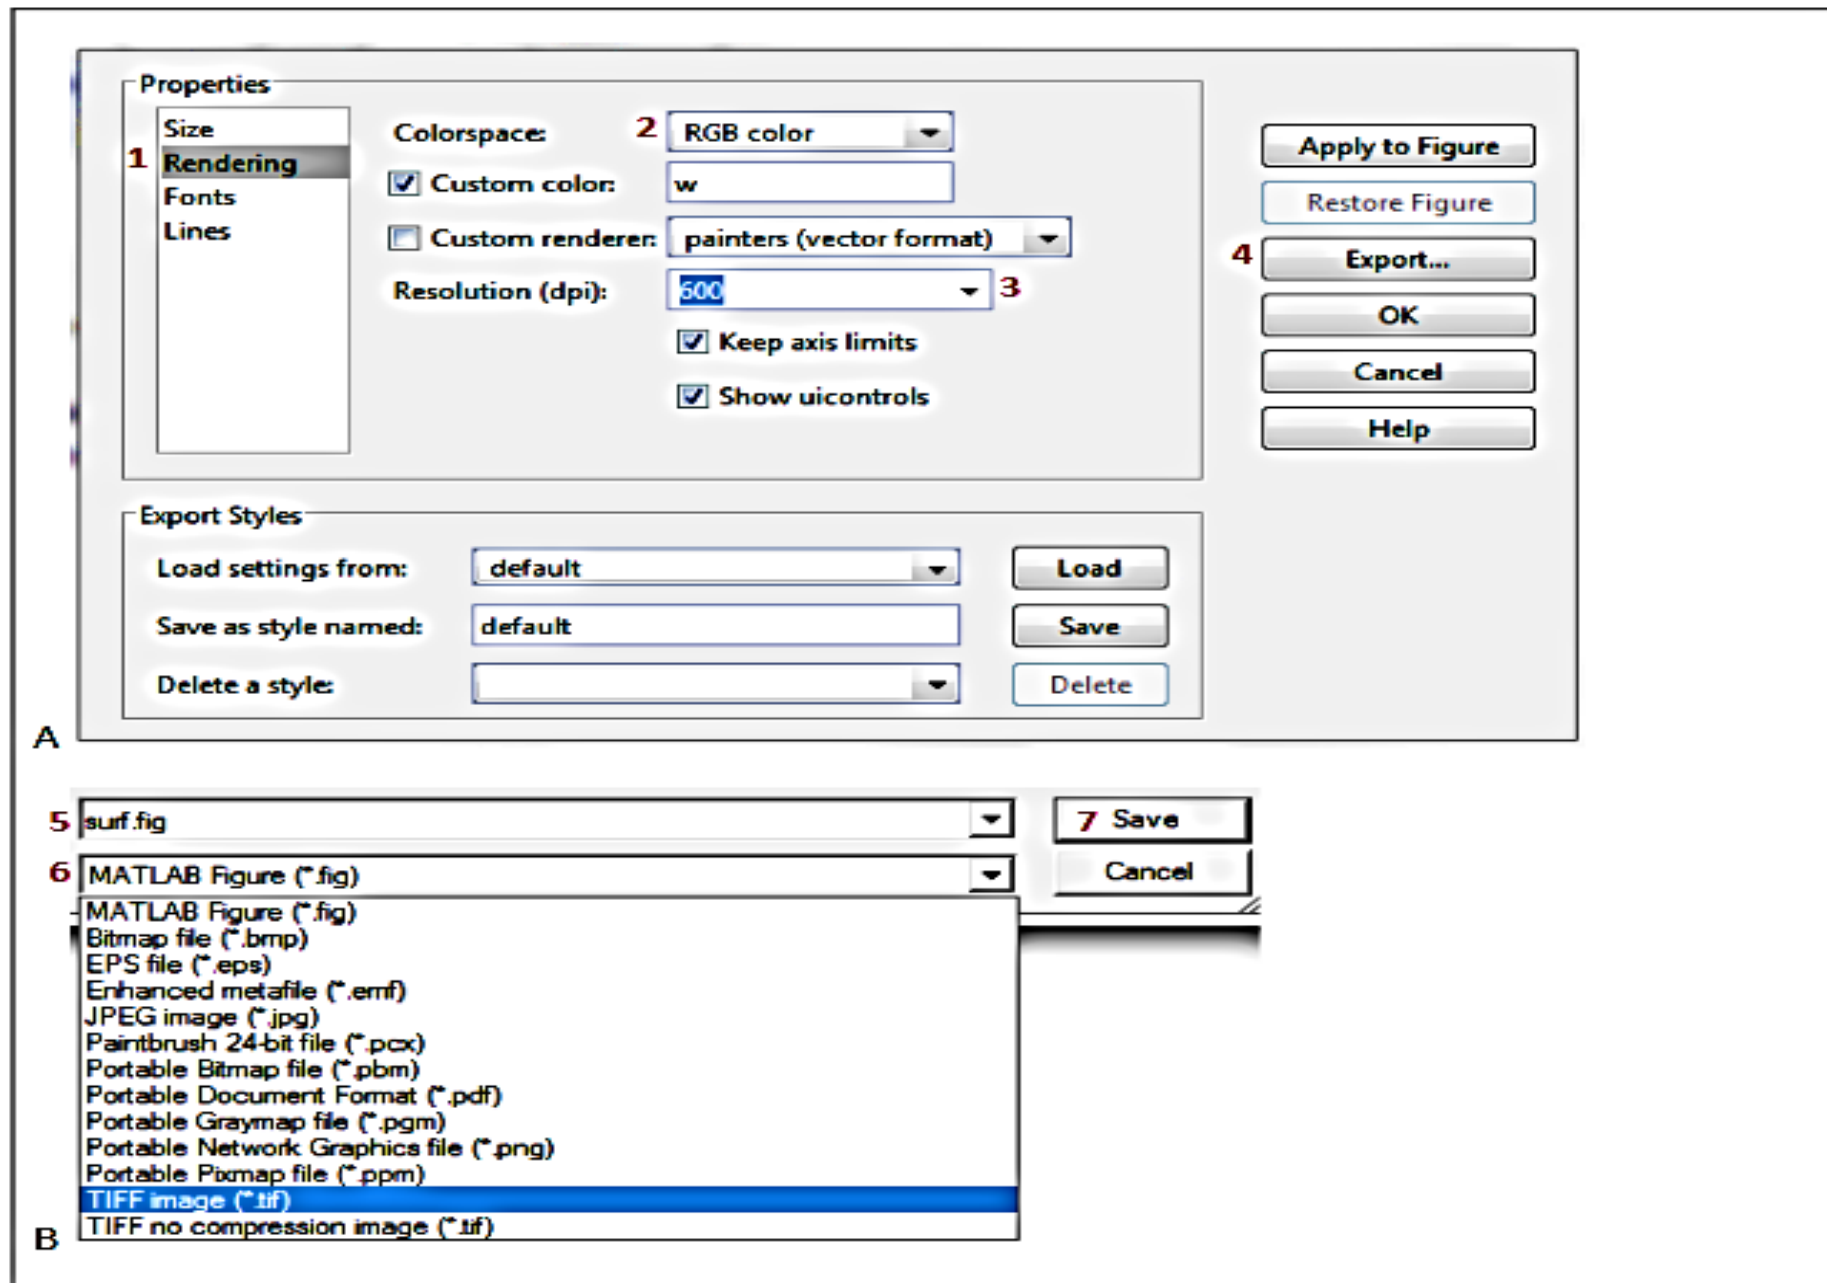 Properties
Size
1 Rendering
Fonts
Lines
Colorspace: 2 RGB color
Custom color: w
Custom renderer: painters (vector format)
Resolution (dpi): 600 3
Keep axis limits
Show uicontrols
Apply to Figure
Restore Figure
4 Export...
OK
Cancel
Help
Export Styles
Load settings from: default Load
Save as style named: default Save
Delete a style: Delete
A
5 surf.fig 7 Save
6 MATLAB Figure (*.fig) Cancel
MATLAB Figure (*.fig)
Bitmap file (*.bmp)
EPS file (*.eps)
Enhanced metafile (*.emf)
JPEG image (*.jpg)
Paintbrush 24-bit file (*.pcx)
Portable Bitmap file (*.pbm)
Portable Document Format (*.pdf)
Portable Graymap file (*.pgm)
Portable Network Graphics file (*.png)
Portable Pixmap file (*.ppm)
TIFF image (*.tif)
TIFF no compression image (*.tif)
B